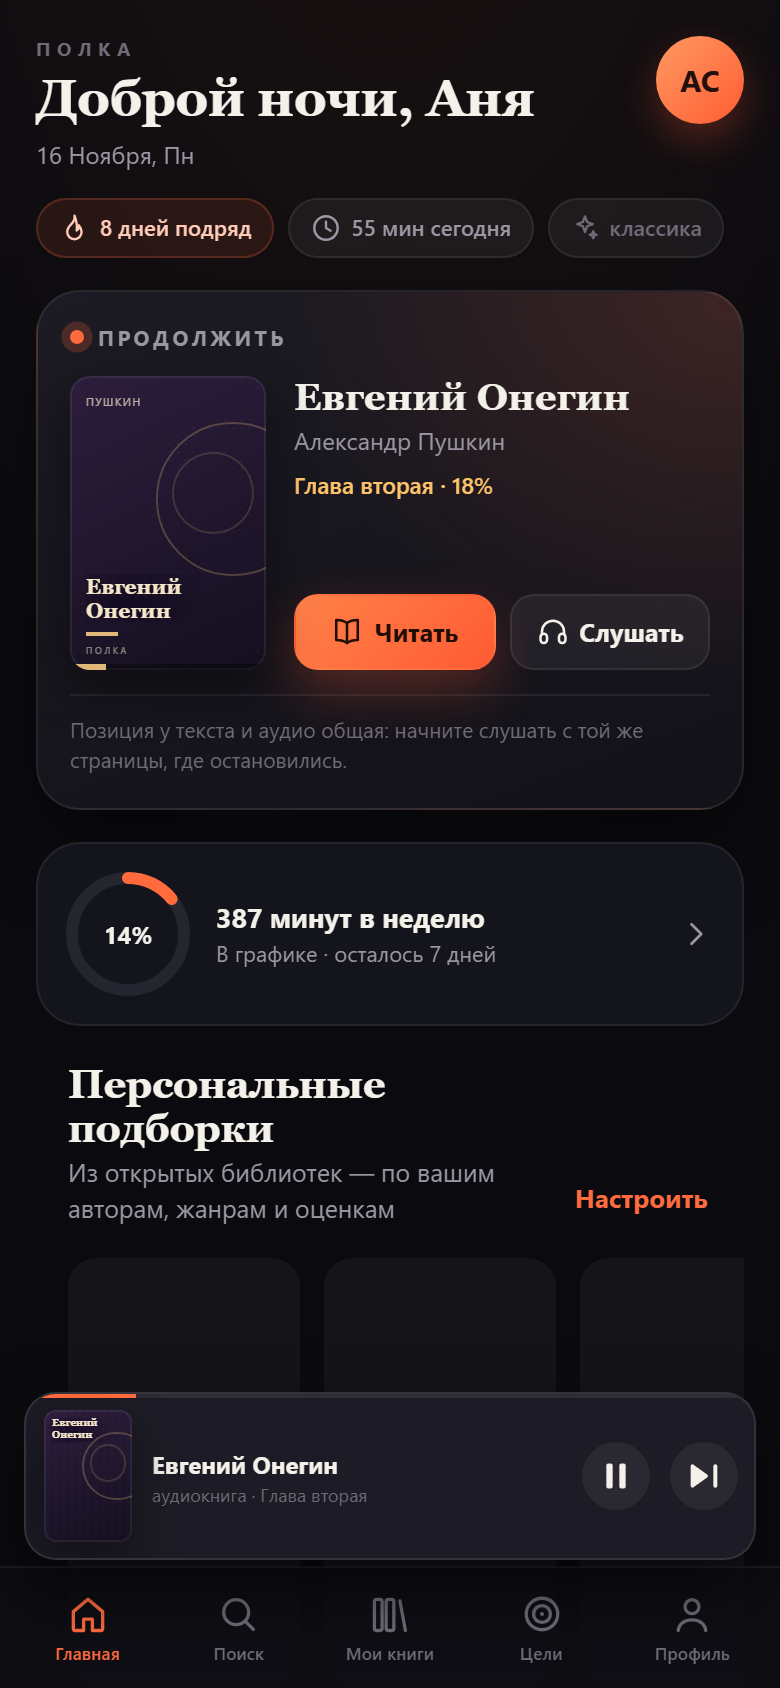 ПОЛКА
Доброй ночи, Аня
АС
16 Ноября, Пн
8 дней подряд
55 мин сегодня
классика
ПРОДОЛЖИТЬ
ПУШКИН
Евгений
Онегин
ПОЛКА
Евгений Онегин
Александр Пушкин
Глава вторая · 18%
Читать
Слушать
Позиция у текста и аудио общая: начните слушать с той же
страницы, где остановились.
14%
387 минут в неделю
В графике · осталось 7 дней
Персональные
подборки
Из открытых библиотек — по вашим
авторам, жанрам и оценкам
Настроить
Евгений
Онегин
Евгений Онегин
аудиокнига · Глава вторая
Главная
Поиск
Мои книги
Цели
Профиль